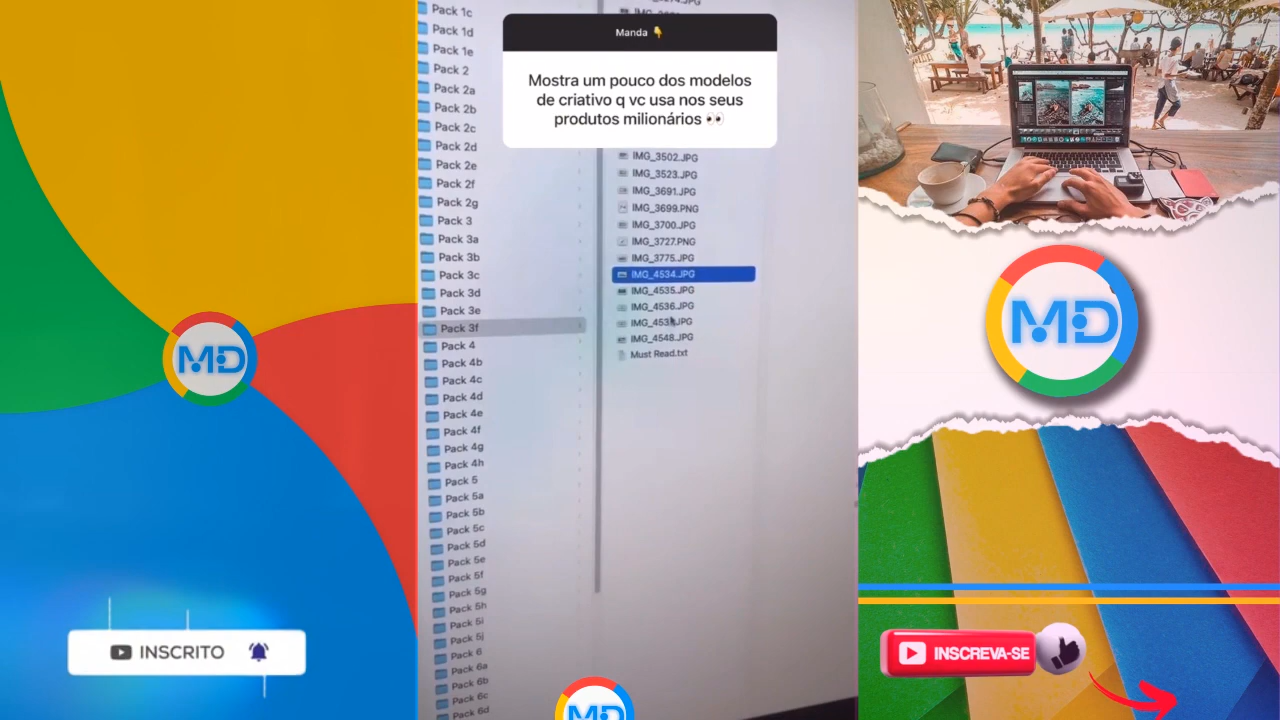 MD
INSCRITO
Pack 1c
Pack 1d
Pack 1e
Pack 2
Pack 2a
Pack 2b
Pack 2c
Pack 2d
Pack 2e
Pack 2f
Pack 2g
Pack 3
Pack 3a
Pack 3b
Pack 3c
Pack 3d
Pack 3e
Pack 3f
Pack 4
Pack 4b
Pack 4c
Pack 4d
Pack 4e
Pack 4f
Pack 4g
Pack 4h
Pack 5
Pack 5a
Pack 5b
Pack 5c
Pack 5d
Pack 5e
Pack 5f
Pack 5g
Pack 5h
Pack 5i
Pack 5j
Pack 6
Pack 6a
Pack 6b
Pack 6c
Pack 6d
Manda 👇
Mostra um pouco dos modelos
de criativo q vc usa nos seus
produtos milionários 👀
IMG_3502.JPG
IMG_3523.JPG
IMG_3691.JPG
IMG_3699.PNG
IMG_3700.JPG
IMG_3727.PNG
IMG_3775.JPG
IMG_4534.JPG
IMG_4535.JPG
IMG_4536.JPG
IMG_4548.JPG
Must Read.txt
MD
MD
INSCREVA-SE